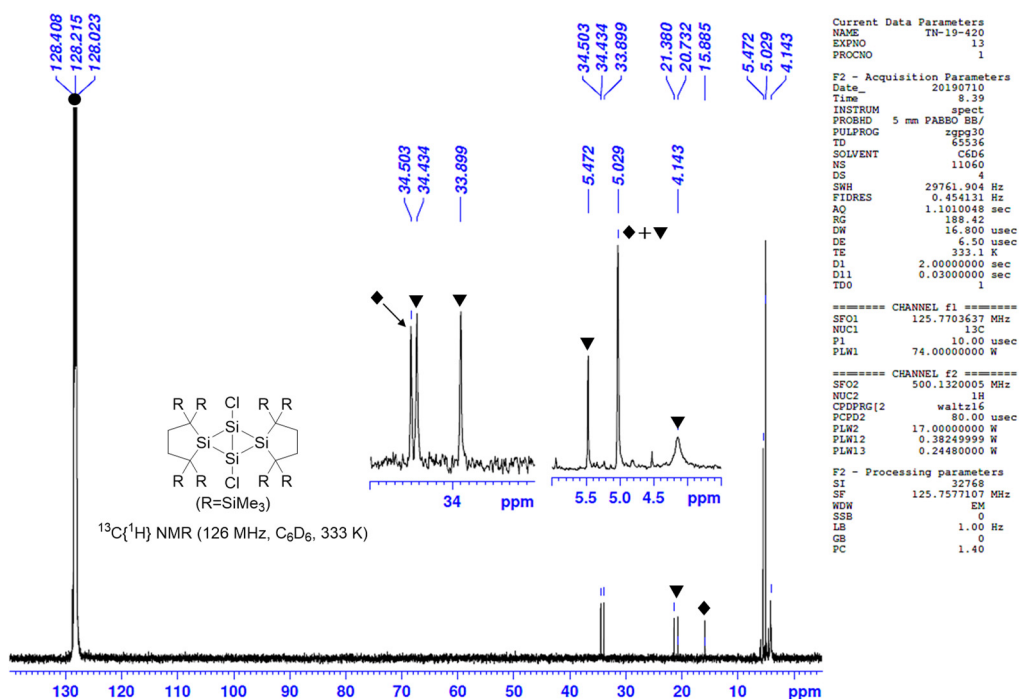 128.408
128.215
128.023
34.503
34.434
33.899
21.380
20.732
15.885
5.472
5.029
4.143
34.503
34.434
33.899
5.472
5.029
4.143
●
◆+▼
◆ ▼ ▼
▼
▼
34 ppm
5.5 5.0 4.5 ppm
R R Cl R R
Si
Si Si
Si
R R Cl R R
(R=SiMe₃)
¹³C{¹H} NMR (126 MHz, C₆D₆, 333 K)
▼ ◆
130 120 110 100 90 80 70 60 50 40 30 20 10 ppm
Current Data Parameters
NAME TN-19-420
EXPNO 13
PROCNO 1
F2 - Acquisition Parameters
Date_ 20190710
Time 8.39
INSTRUM spect
PROBHD 5 mm PABBO BB/
PULPROG zgpg30
TD 65536
SOLVENT C6D6
NS 11060
DS 4
SWH 29761.904 Hz
FIDRES 0.454131 Hz
AQ 1.1010048 sec
RG 188.42
DW 16.800 usec
DE 6.50 usec
TE 333.1 K
D1 2.00000000 sec
D11 0.03000000 sec
TD0 1
======== CHANNEL f1 ========
SFO1 125.7703637 MHz
NUC1 13C
P1 10.00 usec
PLW1 74.00000000 W
======== CHANNEL f2 ========
SFO2 500.1320005 MHz
NUC2 1H
CPDPRG[2 waltz16
PCPD2 80.00 usec
PLW2 17.00000000 W
PLW12 0.38249999 W
PLW13 0.24480000 W
F2 - Processing parameters
SI 32768
SF 125.7577107 MHz
WDW EM
SSB 0
LB 1.00 Hz
GB 0
PC 1.40